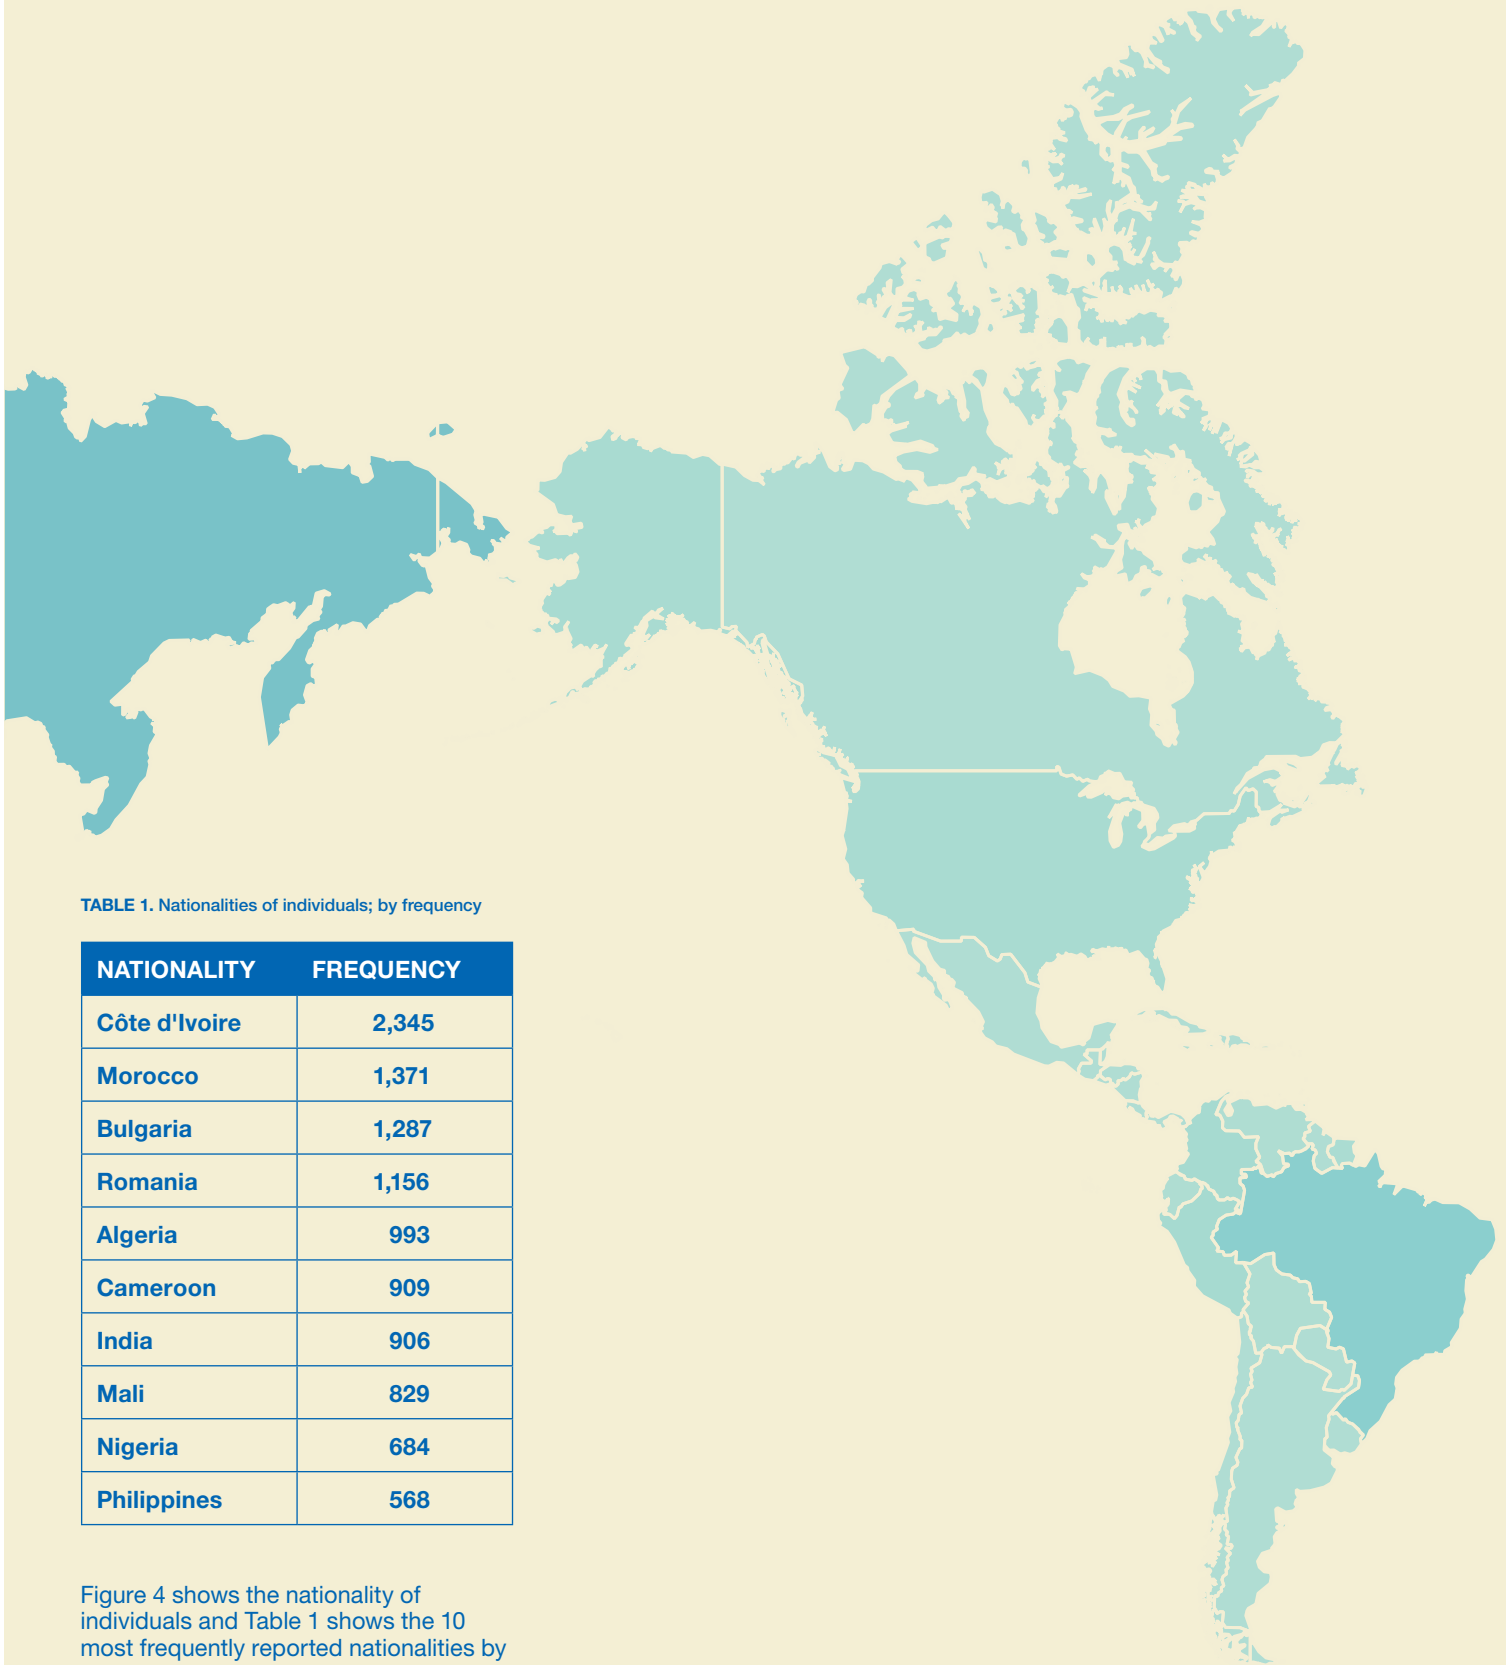 TABLE 1. Nationalities of individuals; by frequency
NATIONALITY FREQUENCY
Côte d'Ivoire 2,345
Morocco 1,371
Bulgaria 1,287
Romania 1,156
Algeria 993
Cameroon 909
India 906
Mali 829
Nigeria 684
Philippines 568
Figure 4 shows the nationality of
individuals and Table 1 shows the 10
most frequently reported nationalities by